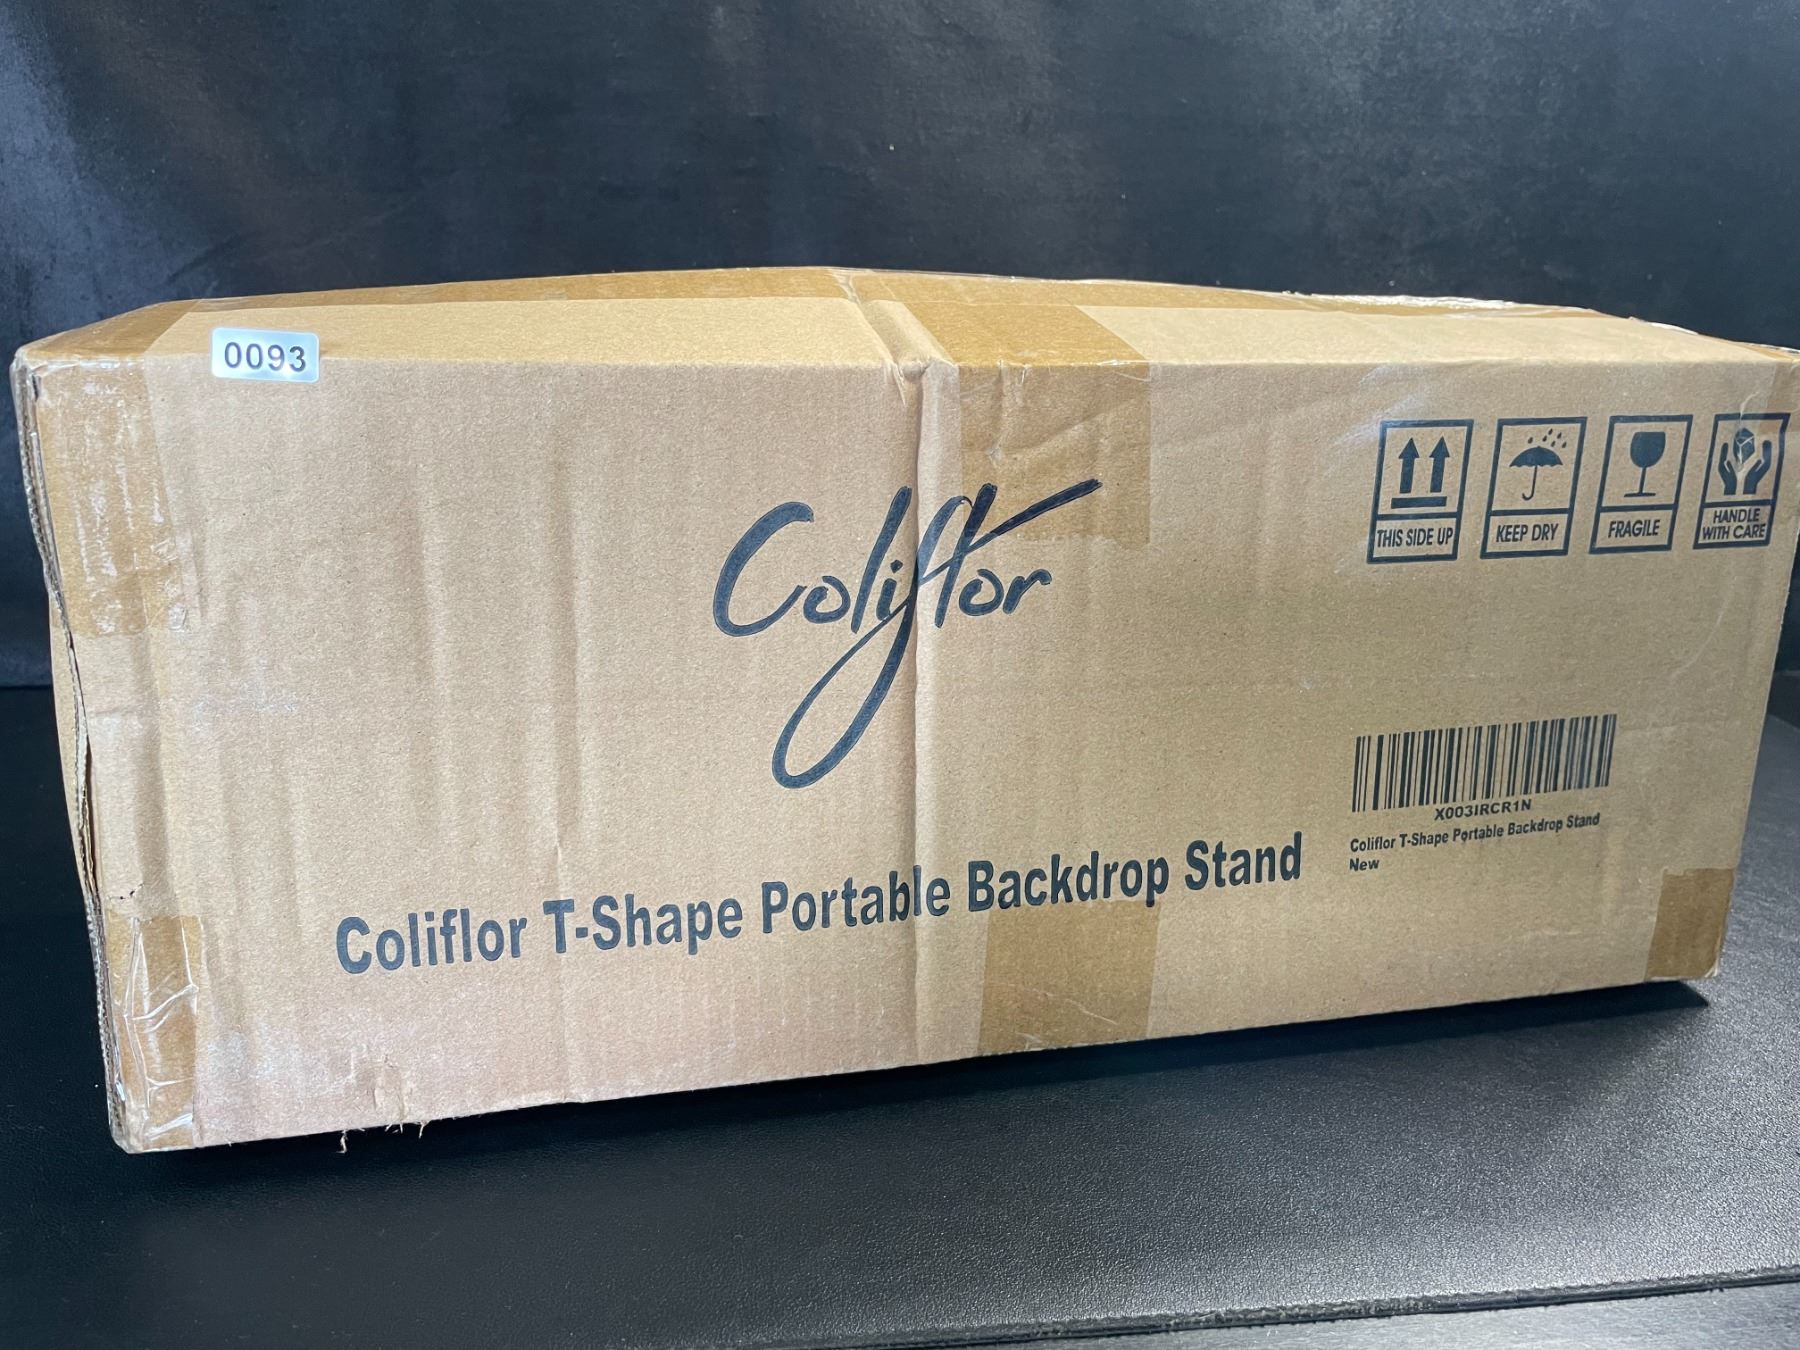 0093
Coliflor
THIS SIDE UP
KEEP DRY
FRAGILE
HANDLE
WITH CARE
X003IRCR1N
Coliflor T-Shape Portable Backdrop Stand
New
Coliflor T-Shape Portable Backdrop Stand